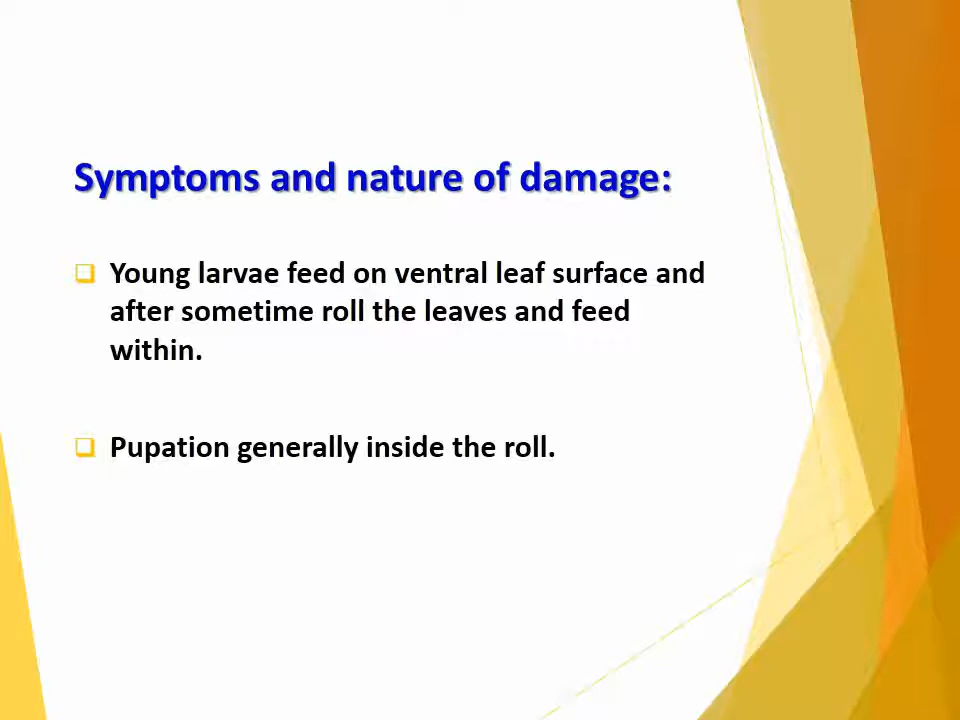 Symptoms and nature of damage:
Young larvae feed on ventral leaf surface and
after sometime roll the leaves and feed
within.
Pupation generally inside the roll.